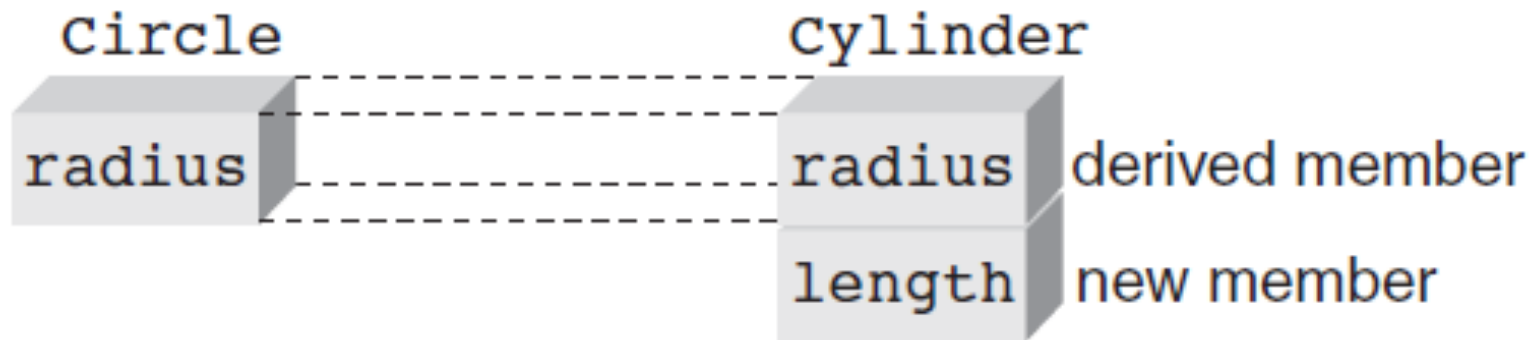 Circle Cylinder
radius radius derived member
length new member